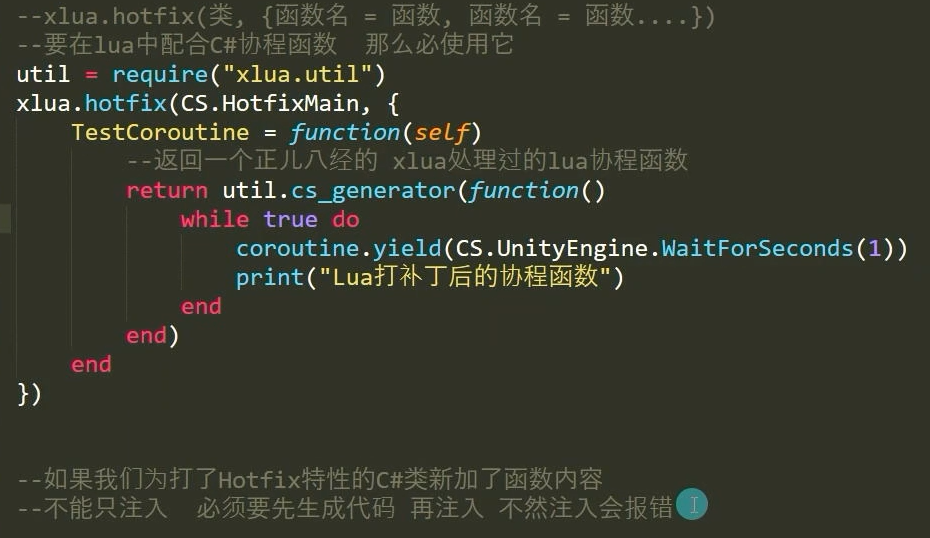 --xlua.hotfix(类, {函数名 = 函数, 函数名 = 函数....})
--要在lua中配合C#协程函数  那么必使用它
util = require("xlua.util")
xlua.hotfix(CS.HotfixMain, {
    TestCoroutine = function(self)
        --返回一个正儿八经的 xlua处理过的lua协程函数
        return util.cs_generator(function()
            while true do
                coroutine.yield(CS.UnityEngine.WaitForSeconds(1))
                print("Lua打补丁后的协程函数")
            end
        end)
    end
})
--如果我们为打了Hotfix特性的C#类新加了函数内容
--不能只注入  必须要先生成代码 再注入 不然注入会报错